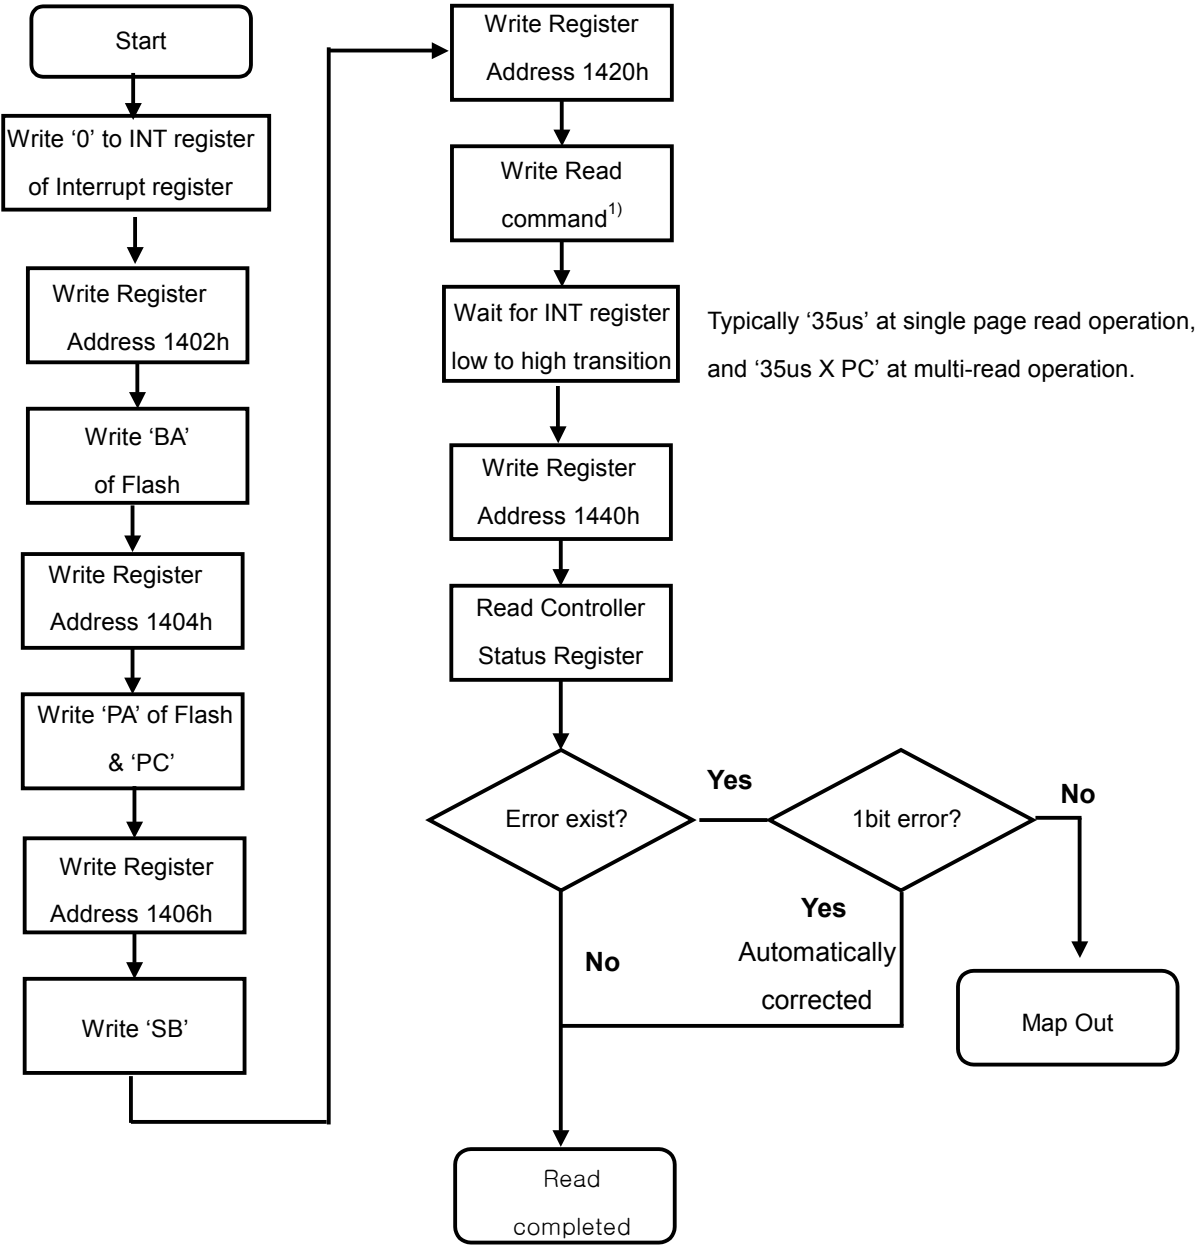 Start
Write ‘0’ to INT register
of Interrupt register
Write Register
Address 1402h
Write ‘BA’
of Flash
Write Register
Address 1404h
Write ‘PA’ of Flash
& ‘PC’
Write Register
Address 1406h
Write ‘SB’
Write Register
Address 1420h
Write Read
command1)
Wait for INT register
low to high transition
Typically ‘35us’ at single page read operation,
and ‘35us X PC’ at multi-read operation.
Write Register
Address 1440h
Read Controller
Status Register
Error exist?
Yes
1bit error?
No
No
Yes
Automatically
corrected
Map Out
Read
completed